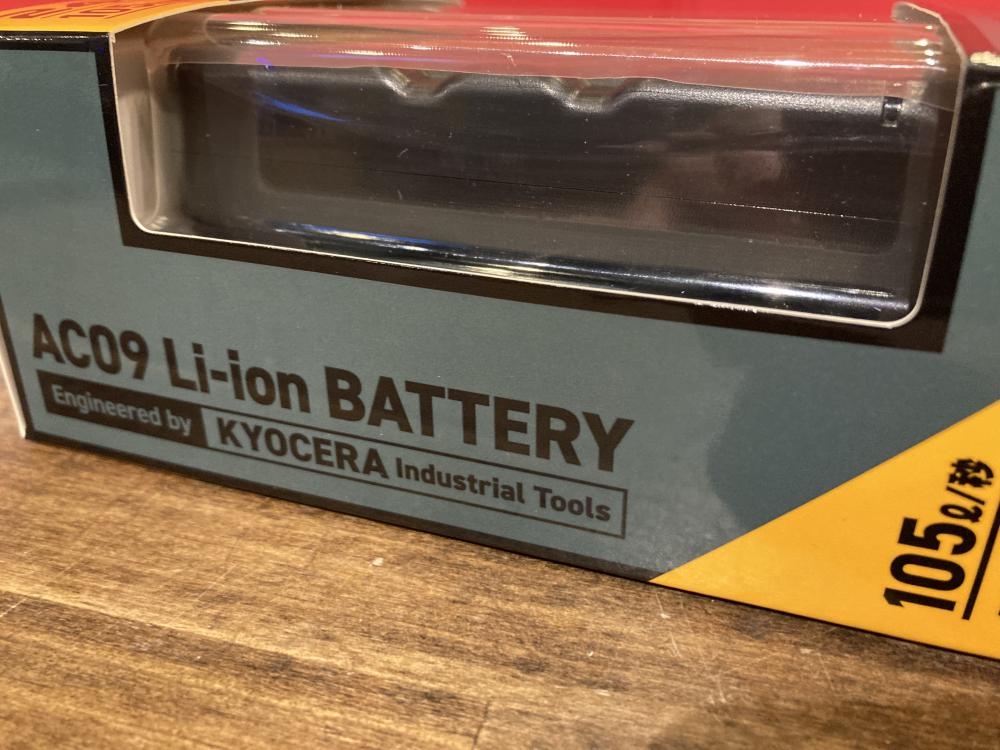 AC09 Li-ion BATTERY
Engineered by KYOCERA Industrial Tools
105ℓ/秒